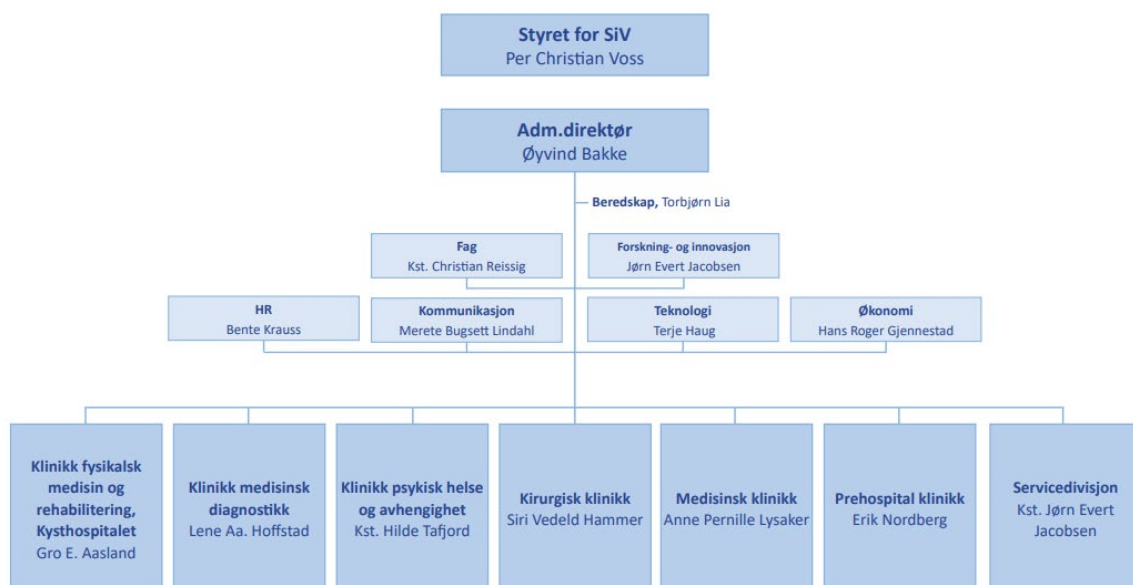 Styret for SiV
Per Christian Voss
Adm.direktør
Øyvind Bakke
Beredskap, Torbjørn Lia
Fag
Kst. Christian Reissig
Forskning- og innovasjon
Jørn Evert Jacobsen
HR
Bente Krauss
Kommunikasjon
Merete Bugsett Lindahl
Teknologi
Terje Haug
Økonomi
Hans Roger Gjennestad
Klinikk fysikalsk
medisin og
rehabilitering,
Kysthospitalet
Gro E. Aasland
Klinikk medisinsk
diagnostikk
Lene Aa. Hoffstad
Klinikk psykisk helse
og avhengighet
Kst. Hilde Tafjord
Kirurgisk klinikk
Siri Vedeld Hammer
Medisinsk klinikk
Anne Pernille Lysaker
Prehospital klinikk
Erik Nordberg
Servicedivisjon
Kst. Jørn Evert
Jacobsen